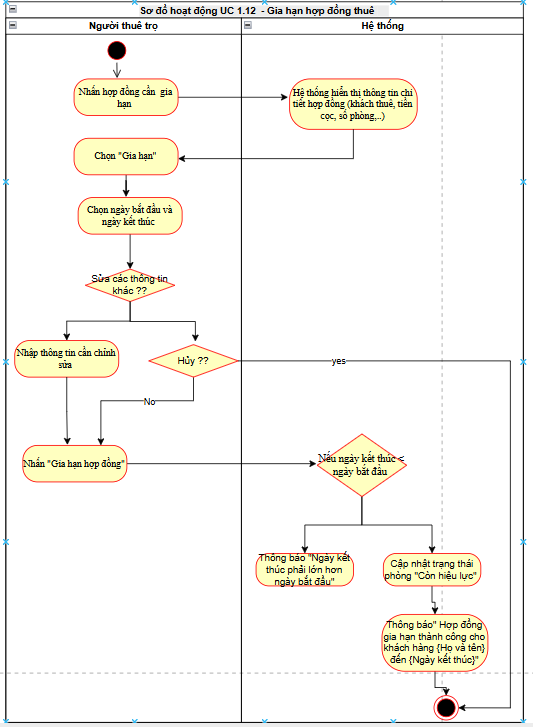 Sơ đồ hoạt động UC 1.12 - Gia hạn hợp đồng thuê
Người thuê trọ
Hệ thống
Nhấn hợp đồng cần gia
hạn
Hệ thống hiển thị thông tin chi
tiết hợp đồng (khách thuê, tiền
cọc, số phòng,..)
Chọn "Gia hạn"
Chọn ngày bắt đầu và
ngày kết thúc
Sửa các thông tin
khác ??
Nhập thông tin cần chỉnh
sửa
Hủy ??
yes
No
Nhấn "Gia hạn hợp đồng"
Nếu ngày kết thúc <
ngày bắt đầu
Thông báo "Ngày kết
thúc phải lớn hơn
ngày bắt đầu"
Cập nhật trạng thái
phòng "Còn hiệu lực"
Thông báo" Hợp đồng
gia hạn thành công cho
khách hàng {Họ và tên}
đến {Ngày kết thúc}"